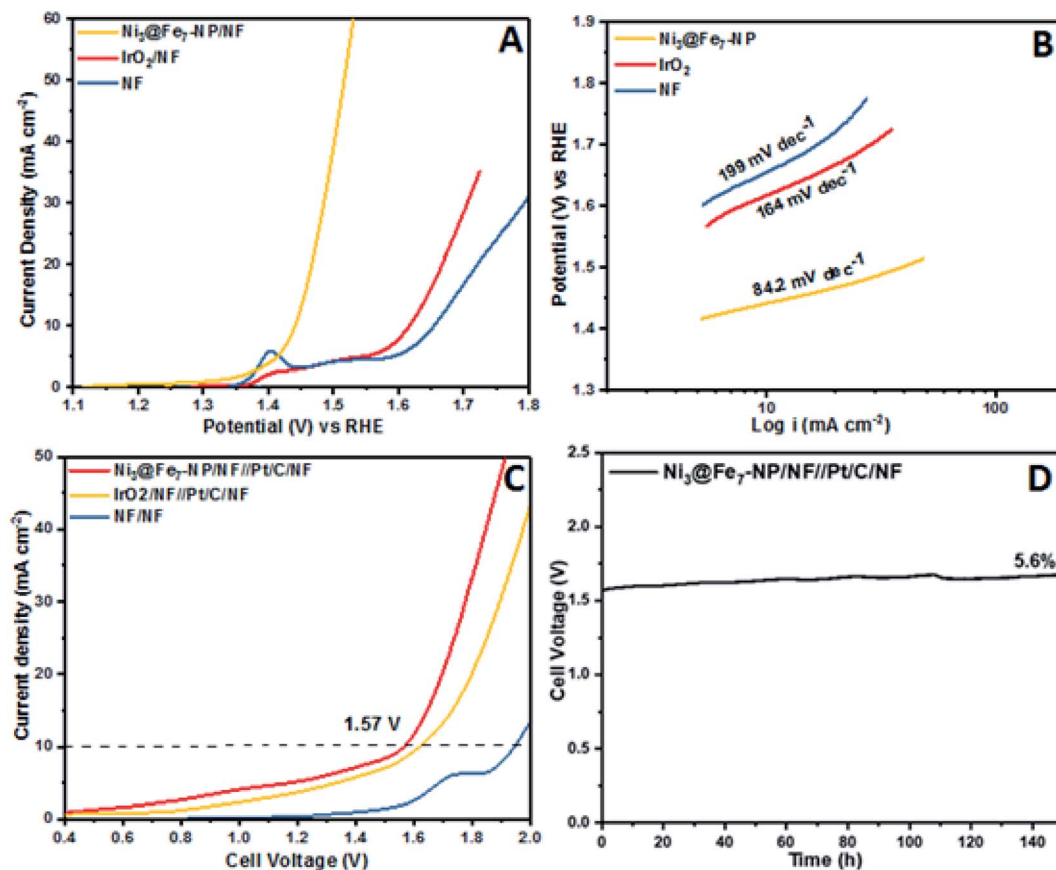 A
Ni₃@Fe₇-NP/NF
IrO₂/NF
NF
Current Density (mA cm⁻²)
60
50
40
30
20
10
0
1.1 1.2 1.3 1.4 1.5 1.6 1.7 1.8
Potential (V) vs RHE
B
Ni₃@Fe₇-NP
IrO₂
NF
Potential (V) vs RHE
1.9
1.8
1.7
1.6
1.5
1.4
1.3
199 mV dec⁻¹
164 mV dec⁻¹
84.2 mV dec⁻¹
10 100
Log i (mA cm⁻²)
C
Ni₃@Fe₇-NP/NF//Pt/C/NF
IrO2/NF//Pt/C/NF
NF/NF
Current density (mA cm⁻²)
50
40
30
20
10
0
1.57 V
0.4 0.6 0.8 1.0 1.2 1.4 1.6 1.8 2.0
Cell Voltage (V)
D
Ni₃@Fe₇-NP/NF//Pt/C/NF
Cell Voltage (V)
2.5
2.0
1.5
1.0
0.5
0.0
5.6%
0 20 40 60 80 100 120 140
Time (h)